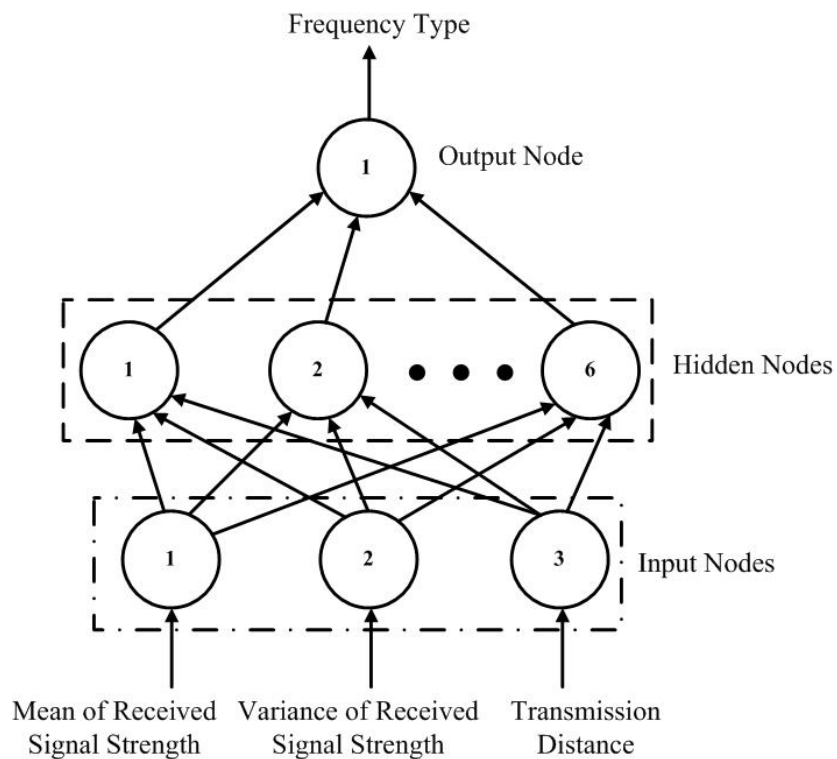 Frequency Type
1
Output Node
1
2
6
Hidden Nodes
1
2
3
Input Nodes
Mean of Received
Signal Strength
Variance of Received
Signal Strength
Transmission
Distance